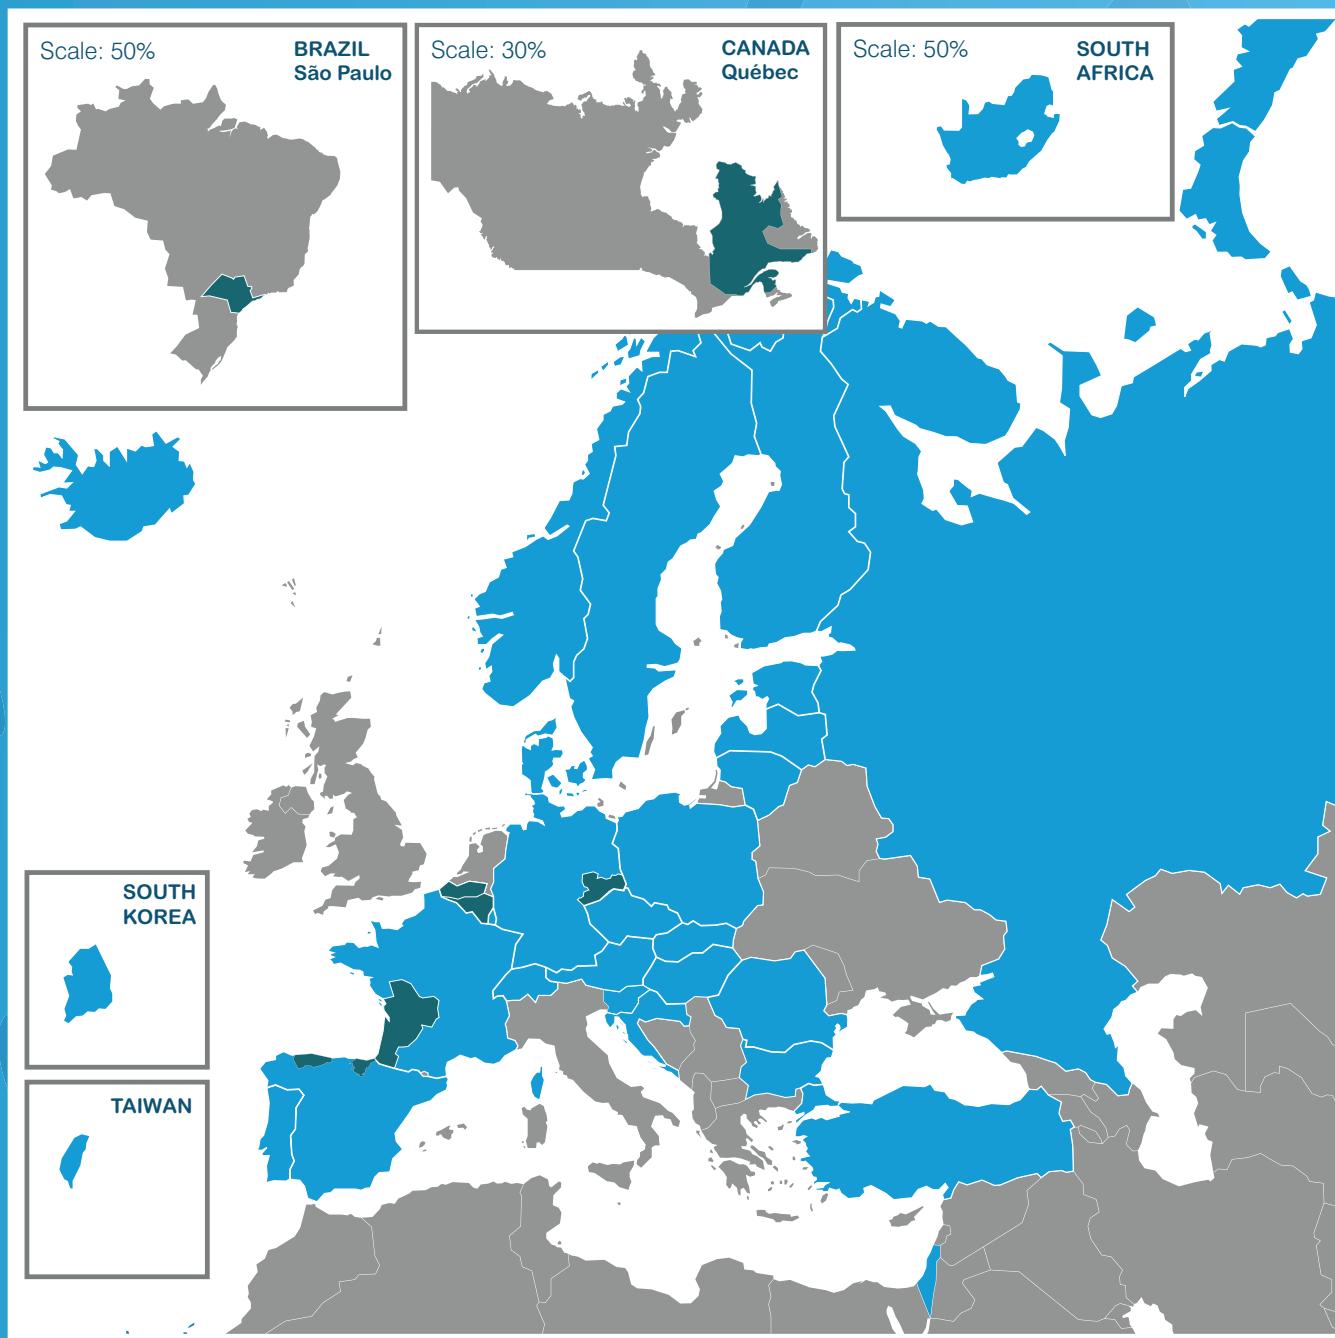 Scale: 50%
BRAZIL
São Paulo
Scale: 30%
CANADA
Québec
Scale: 50%
SOUTH
AFRICA
SOUTH
KOREA
TAIWAN